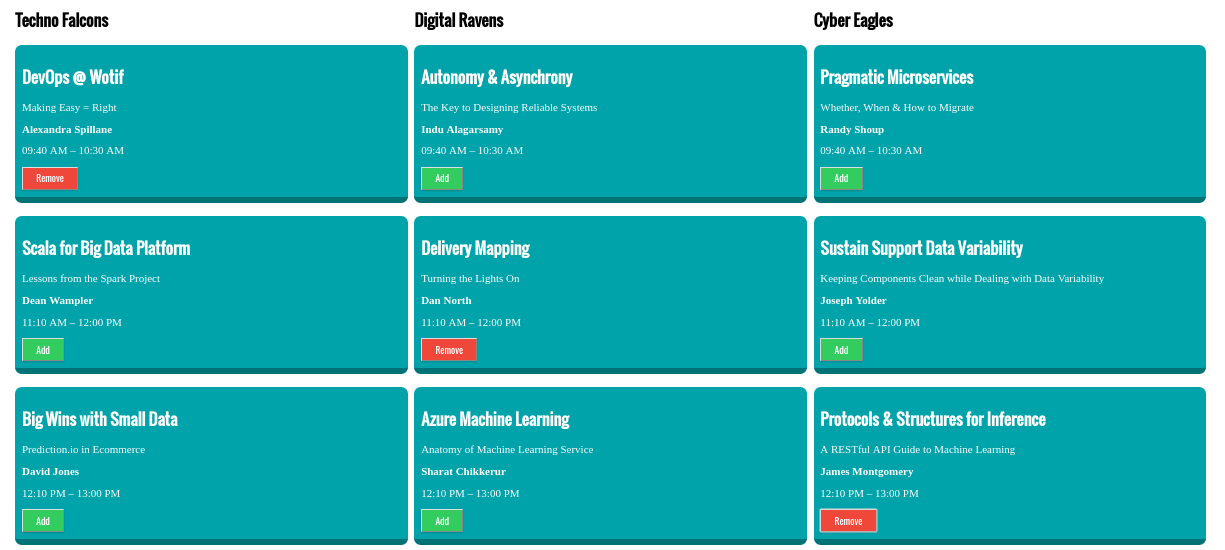 Techno Falcons
Digital Ravens
Cyber Eagles
DevOps @ Wotif
Making Easy = Right
Alexandra Spillane
09:40 AM – 10:30 AM
Remove
Autonomy & Asynchrony
The Key to Designing Reliable Systems
Indu Alagarsamy
09:40 AM – 10:30 AM
Add
Pragmatic Microservices
Whether, When & How to Migrate
Randy Shoup
09:40 AM – 10:30 AM
Add
Scala for Big Data Platform
Lessons from the Spark Project
Dean Wampler
11:10 AM – 12:00 PM
Add
Delivery Mapping
Turning the Lights On
Dan North
11:10 AM – 12:00 PM
Remove
Sustain Support Data Variability
Keeping Components Clean while Dealing with Data Variability
Joseph Yolder
11:10 AM – 12:00 PM
Add
Big Wins with Small Data
Prediction.io in Ecommerce
David Jones
12:10 PM – 13:00 PM
Add
Azure Machine Learning
Anatomy of Machine Learning Service
Sharat Chikkerur
12:10 PM – 13:00 PM
Add
Protocols & Structures for Inference
A RESTful API Guide to Machine Learning
James Montgomery
12:10 PM – 13:00 PM
Remove